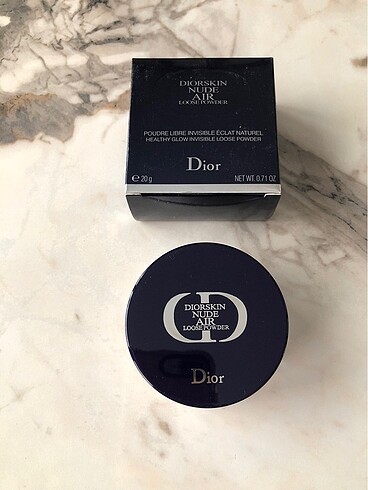 DIORSKIN
NUDE
AIR
LOOSE POWDER
POUDRE LIBRE INVISIBLE ÉCLAT NATUREL
HEALTHY GLOW INVISIBLE LOOSE POWDER
Dior
℮ 20 g NET WT. 0.71 OZ
CD
DIORSKIN
NUDE
AIR
LOOSE POWDER
Dior